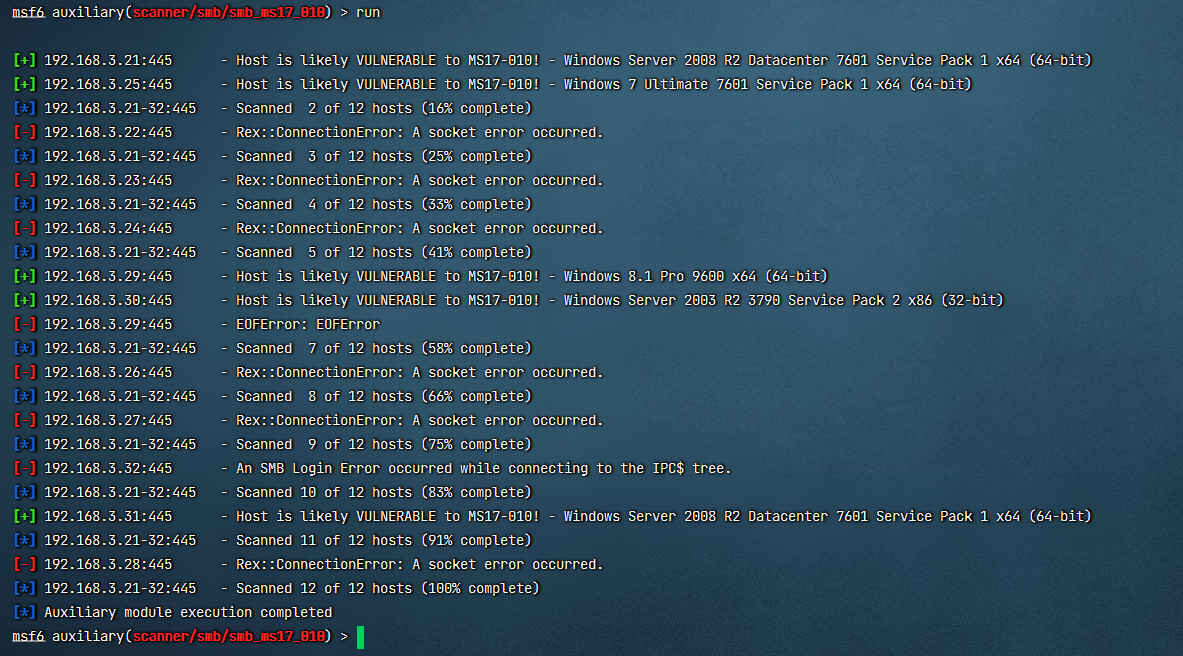 msf6 auxiliary(scanner/smb/smb_ms17_010) > run
[+] 192.168.3.21:445      - Host is likely VULNERABLE to MS17-010! - Windows Server 2008 R2 Datacenter 7601 Service Pack 1 x64 (64-bit)
[+] 192.168.3.25:445      - Host is likely VULNERABLE to MS17-010! - Windows 7 Ultimate 7601 Service Pack 1 x64 (64-bit)
[*] 192.168.3.21-32:445   - Scanned  2 of 12 hosts (16% complete)
[-] 192.168.3.22:445      - Rex::ConnectionError: A socket error occurred.
[*] 192.168.3.21-32:445   - Scanned  3 of 12 hosts (25% complete)
[-] 192.168.3.23:445      - Rex::ConnectionError: A socket error occurred.
[*] 192.168.3.21-32:445   - Scanned  4 of 12 hosts (33% complete)
[-] 192.168.3.24:445      - Rex::ConnectionError: A socket error occurred.
[*] 192.168.3.21-32:445   - Scanned  5 of 12 hosts (41% complete)
[+] 192.168.3.29:445      - Host is likely VULNERABLE to MS17-010! - Windows 8.1 Pro 9600 x64 (64-bit)
[+] 192.168.3.30:445      - Host is likely VULNERABLE to MS17-010! - Windows Server 2003 R2 3790 Service Pack 2 x86 (32-bit)
[-] 192.168.3.29:445      - EOFError: EOFError
[*] 192.168.3.21-32:445   - Scanned  7 of 12 hosts (58% complete)
[-] 192.168.3.26:445      - Rex::ConnectionError: A socket error occurred.
[*] 192.168.3.21-32:445   - Scanned  8 of 12 hosts (66% complete)
[-] 192.168.3.27:445      - Rex::ConnectionError: A socket error occurred.
[*] 192.168.3.21-32:445   - Scanned  9 of 12 hosts (75% complete)
[-] 192.168.3.32:445      - An SMB Login Error occurred while connecting to the IPC$ tree.
[*] 192.168.3.21-32:445   - Scanned 10 of 12 hosts (83% complete)
[+] 192.168.3.31:445      - Host is likely VULNERABLE to MS17-010! - Windows Server 2008 R2 Datacenter 7601 Service Pack 1 x64 (64-bit)
[*] 192.168.3.21-32:445   - Scanned 11 of 12 hosts (91% complete)
[-] 192.168.3.28:445      - Rex::ConnectionError: A socket error occurred.
[*] 192.168.3.21-32:445   - Scanned 12 of 12 hosts (100% complete)
[*] Auxiliary module execution completed
msf6 auxiliary(scanner/smb/smb_ms17_010) >